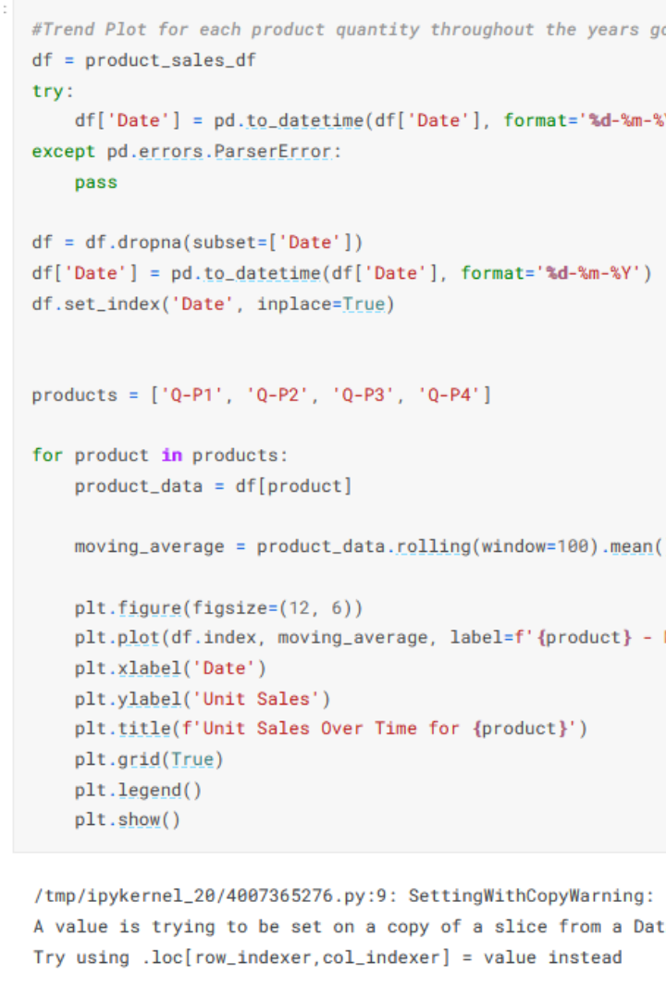 :
#Trend Plot for each product quantity throughout the years go
df = product_sales_df
try:
    df['Date'] = pd.to_datetime(df['Date'], format='%d-%m-%Y
except pd.errors.ParserError:
    pass
df = df.dropna(subset=['Date'])
df['Date'] = pd.to_datetime(df['Date'], format='%d-%m-%Y')
df.set_index('Date', inplace=True)
products = ['Q-P1', 'Q-P2', 'Q-P3', 'Q-P4']
for product in products:
    product_data = df[product]
    moving_average = product_data.rolling(window=100).mean(
    plt.figure(figsize=(12, 6))
    plt.plot(df.index, moving_average, label=f'{product} -
    plt.xlabel('Date')
    plt.ylabel('Unit Sales')
    plt.title(f'Unit Sales Over Time for {product}')
    plt.grid(True)
    plt.legend()
    plt.show()
/tmp/ipykernel_20/4007365276.py:9: SettingWithCopyWarning:
A value is trying to be set on a copy of a slice from a Dat
Try using .loc[row_indexer,col_indexer] = value instead